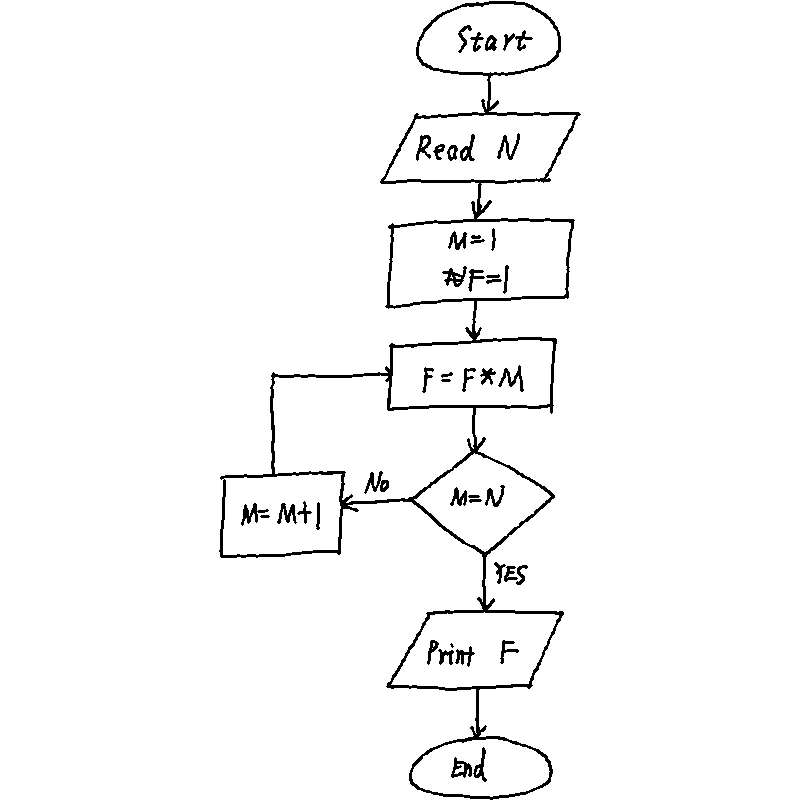 Start
Read N
M=1
F=1
F=F*M
M=N
No
M=M+1
YES
Print F
End